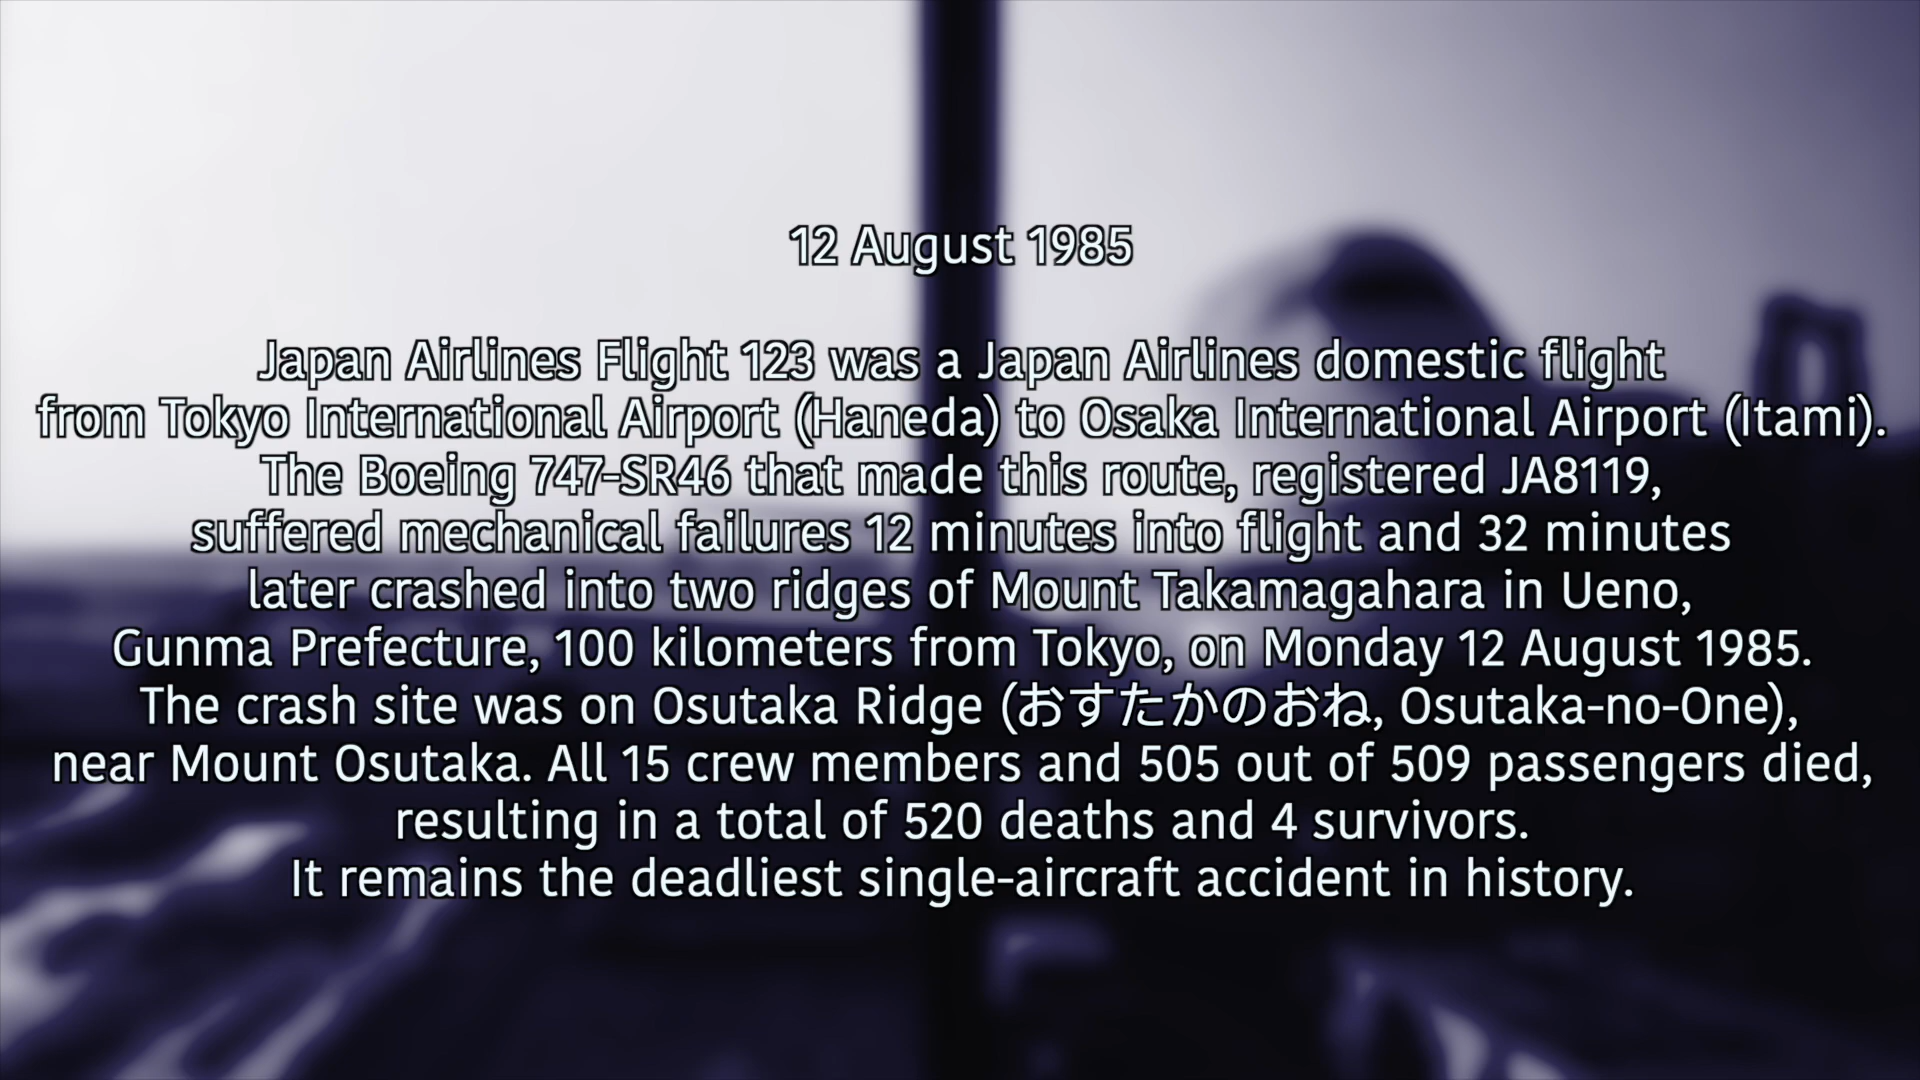 12 August 1985
Japan Airlines Flight 123 was a Japan Airlines domestic flight
from Tokyo International Airport (Haneda) to Osaka International Airport (Itami).
The Boeing 747-SR46 that made this route, registered JA8119,
suffered mechanical failures 12 minutes into flight and 32 minutes
later crashed into two ridges of Mount Takamagahara in Ueno,
Gunma Prefecture, 100 kilometers from Tokyo, on Monday 12 August 1985.
The crash site was on Osutaka Ridge (おすたかのおね, Osutaka-no-One),
near Mount Osutaka. All 15 crew members and 505 out of 509 passengers died,
resulting in a total of 520 deaths and 4 survivors.
It remains the deadliest single-aircraft accident in history.